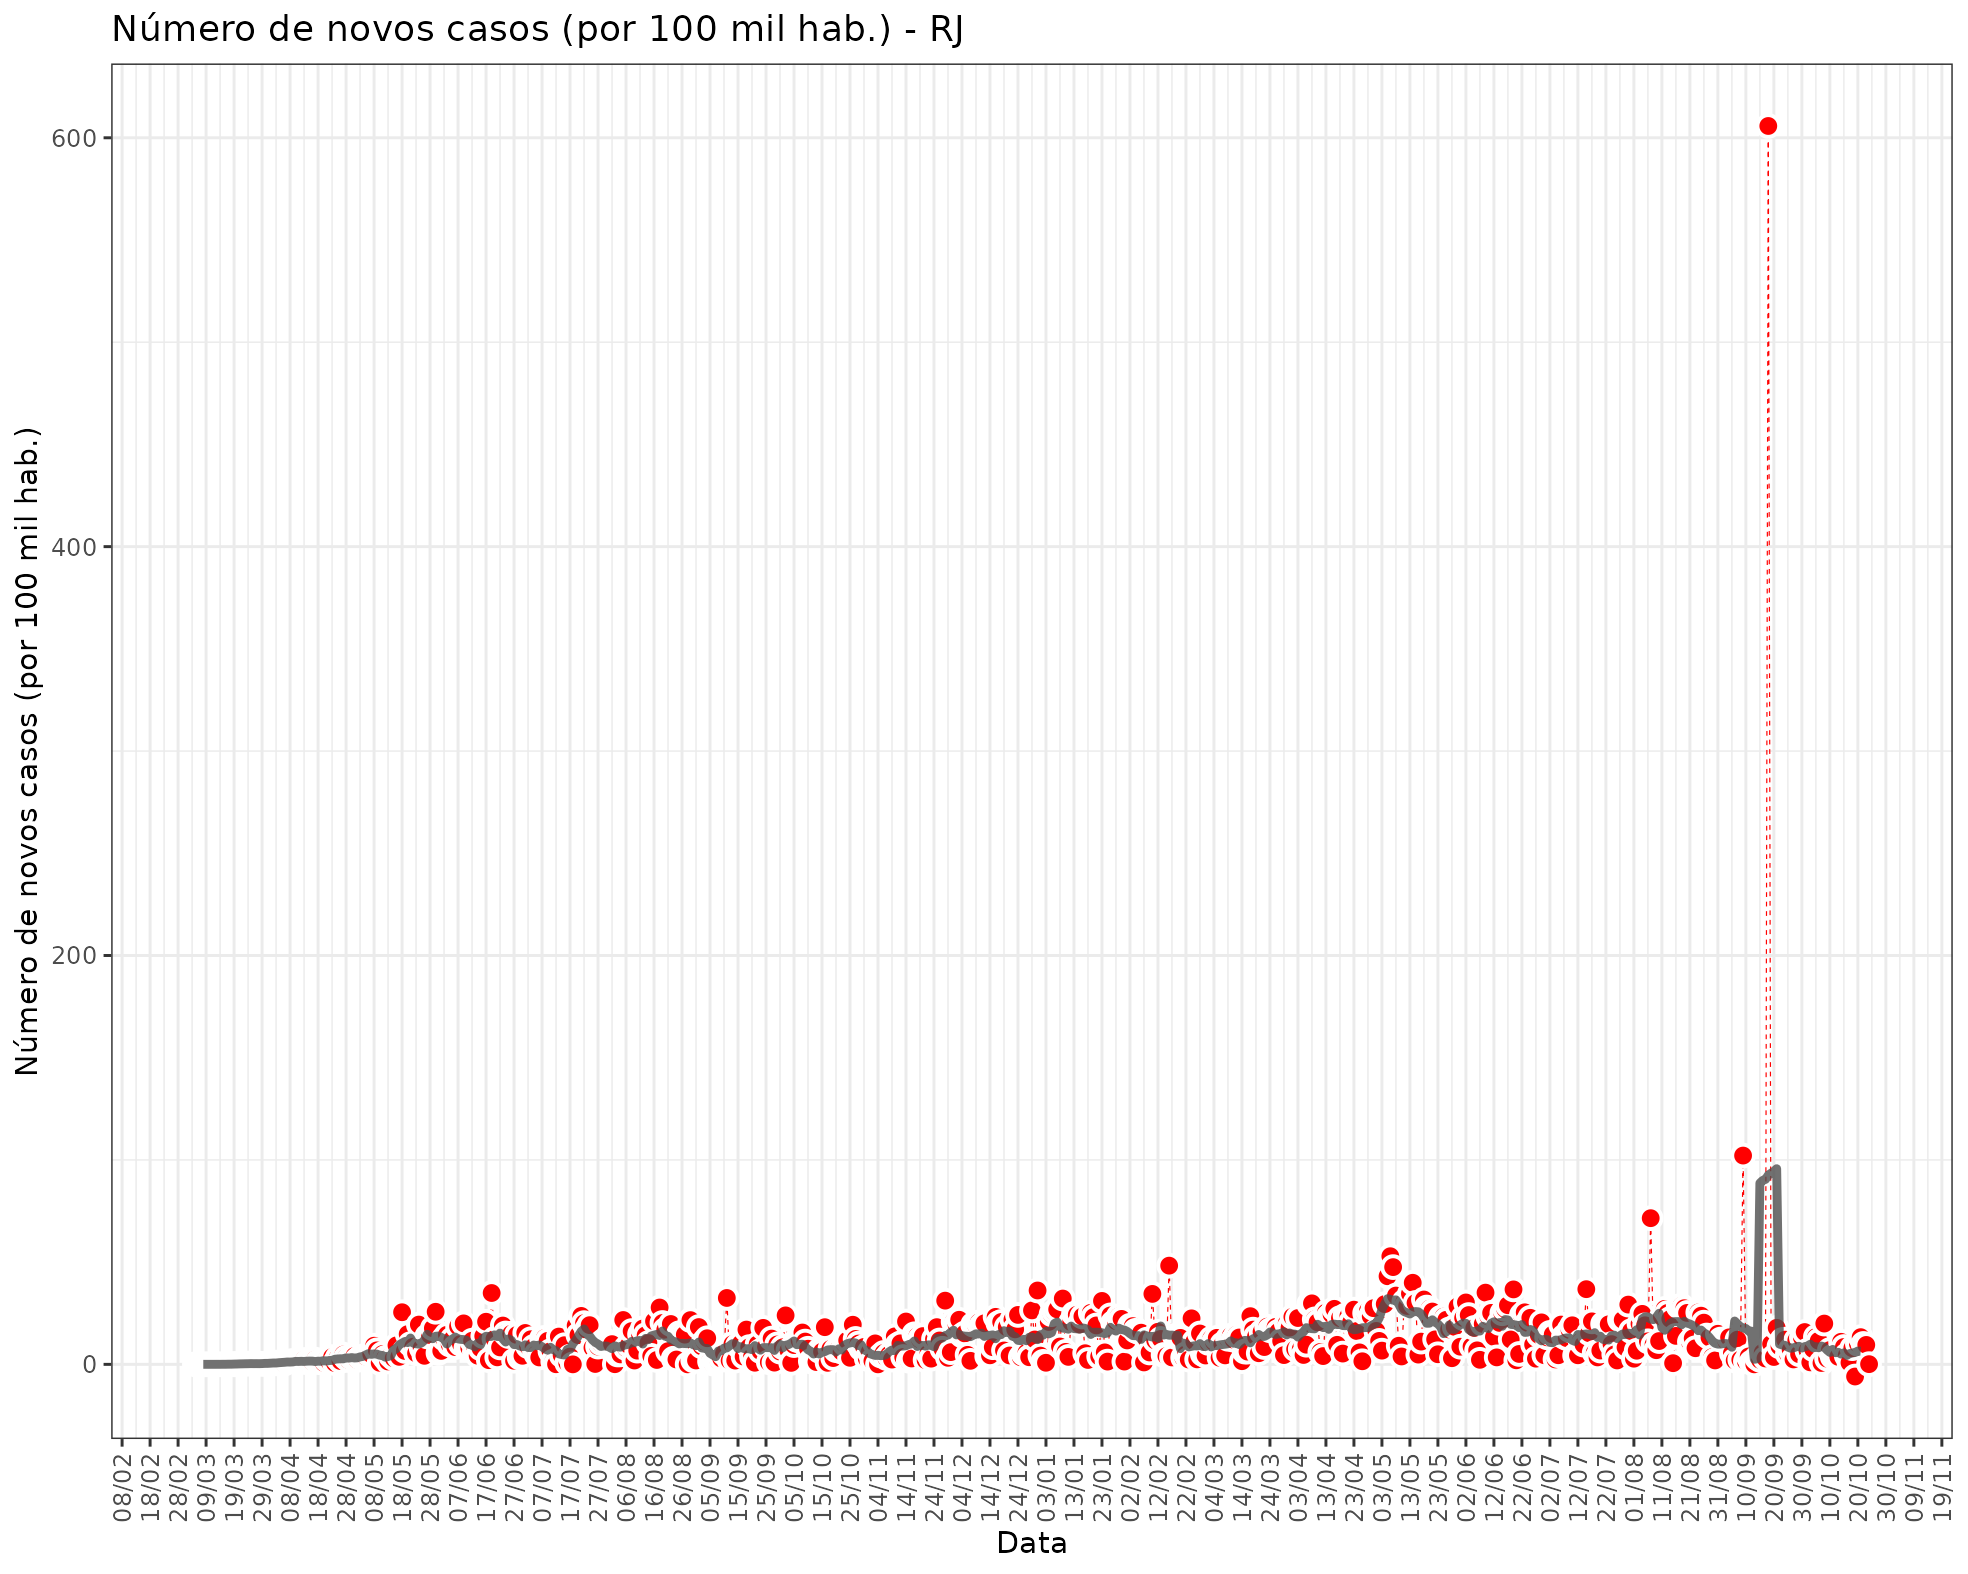 Número de novos casos (por 100 mil hab.) - RJ
Número de novos casos (por 100 mil hab.)
600
400
200
0
08/02 18/02 28/02 09/03 19/03 29/03 08/04 18/04 28/04 08/05 18/05 28/05 07/06 17/06 27/06 07/07 17/07 27/07 06/08 16/08 26/08 05/09 15/09 25/09 05/10 15/10 25/10 04/11 14/11 24/11 04/12 14/12 24/12 03/01 13/01 23/01 02/02 12/02 22/02 04/03 14/03 24/03 03/04 13/04 23/04 03/05 13/05 23/05 02/06 12/06 22/06 02/07 12/07 22/07 01/08 11/08 21/08 31/08 10/09 20/09 30/09 10/10 20/10 30/10 09/11 19/11
Data